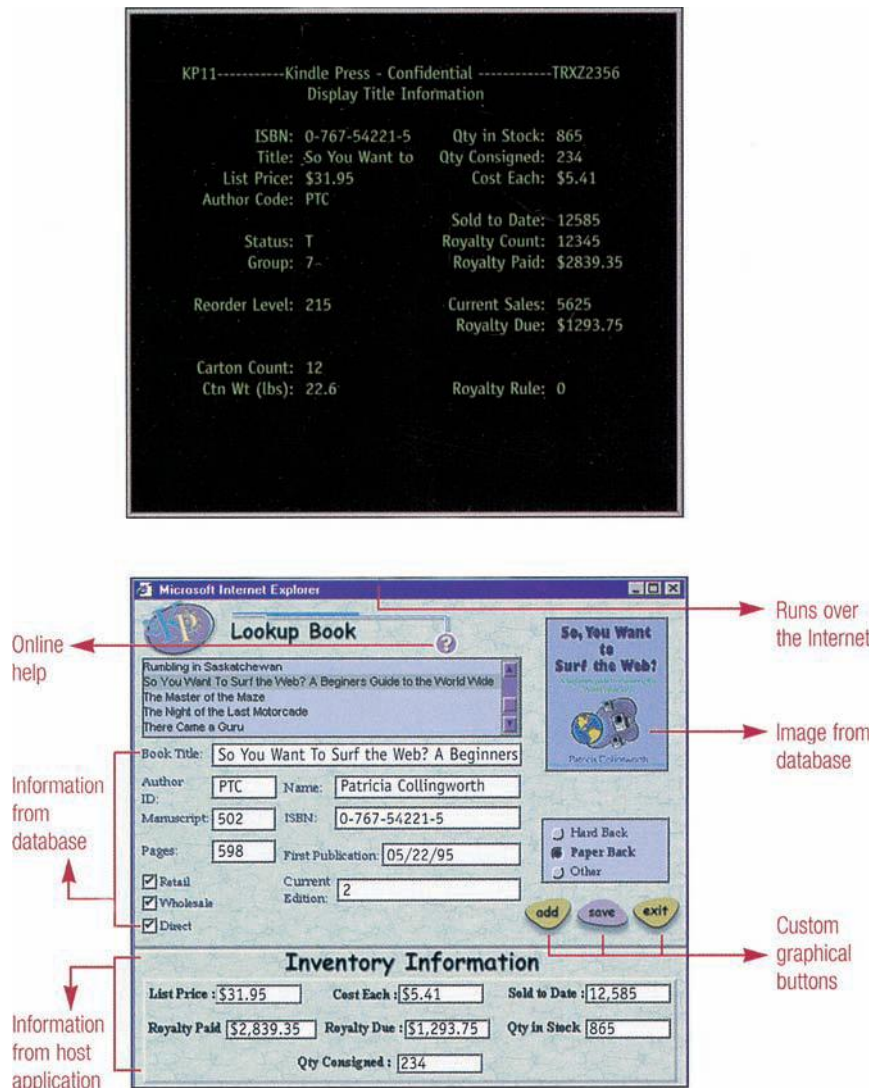 KP11-----------Kindle Press - Confidential -----------TRXZ2356
Display Title Information
ISBN: 0-767-54221-5 Qty in Stock: 865
Title: So You Want to Qty Consigned: 234
List Price: $31.95 Cost Each: $5.41
Author Code: PTC
Sold to Date: 12585
Status: T Royalty Count: 12345
Group: 7 Royalty Paid: $2839.35
Reorder Level: 215 Current Sales: 5625
Royalty Due: $1293.75
Carton Count: 12
Ctn Wt (lbs): 22.6 Royalty Rule: 0
Microsoft Internet Explorer
Runs over
the Internet
KP
Lookup Book
?
Online
help
Rumbling in Saskatchewan
So You Want To Surf the Web? A Beginers Guide to the World Wide
The Master of the Maze
The Night of the Last Motorcade
There Came a Guru
So, You Want
to
Surf the Web?
Patricia Collingworth
Image from
database
Book Title: So You Want To Surf the Web? A Beginners
Author ID: PTC Name: Patricia Collingworth
Manuscript: 502 ISBN: 0-767-54221-5
Pages: 598 First Publication: 05/22/95
Retail Current Edition: 2
Wholesale
Direct
Information
from
database
Hard Back
Paper Back
Other
add save exit
Custom
graphical
buttons
Inventory Information
List Price : $31.95 Cost Each : $5.41 Sold to Date : 12,585
Royalty Paid $2,839.35 Royalty Due : $1,293.75 Qty in Stock 865
Qty Consigned : 234
Information
from host
application